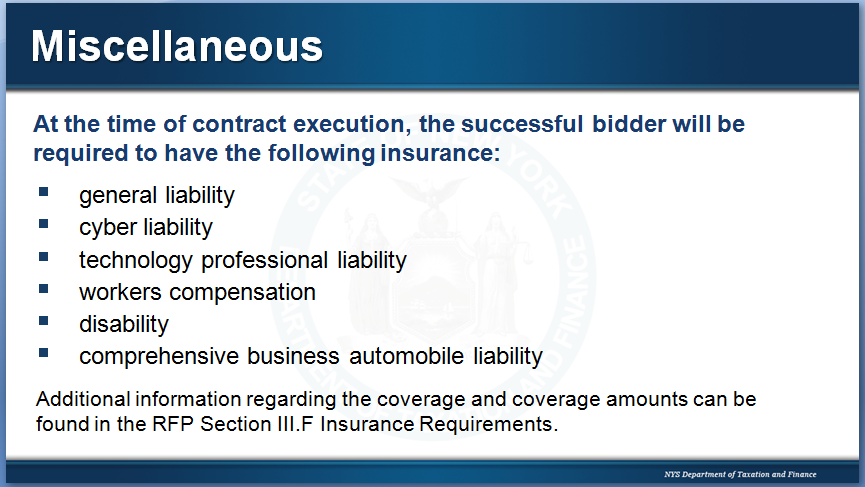 Miscellaneous
At the time of contract execution, the successful bidder will be
required to have the following insurance:
▪ general liability
▪ cyber liability
▪ technology professional liability
▪ workers compensation
▪ disability
▪ comprehensive business automobile liability
Additional information regarding the coverage and coverage amounts can be
found in the RFP Section III.F Insurance Requirements.
NYS Department of Taxation and Finance